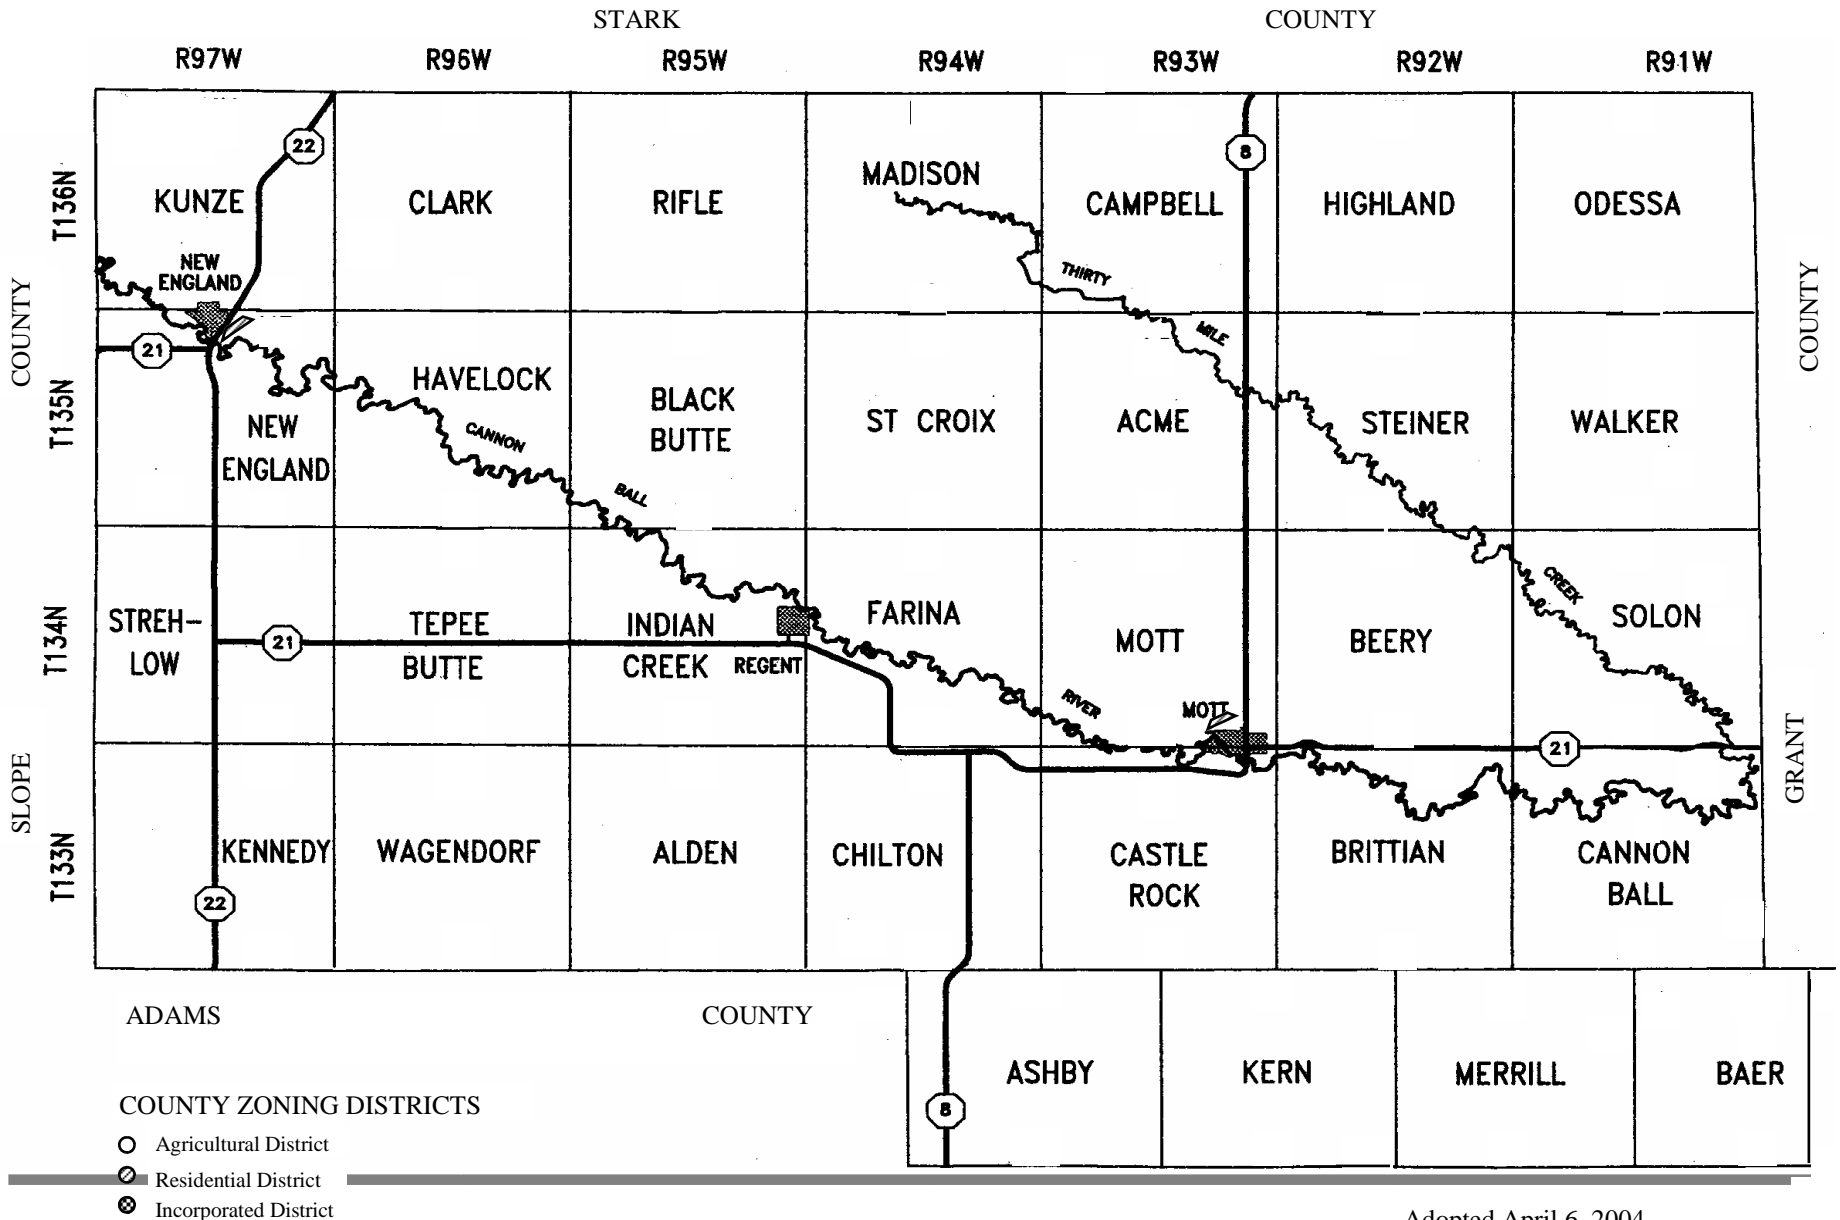 STARK COUNTY
R97W R96W R95W R94W R93W R92W R91W
22
8
T136N
KUNZE CLARK RIFLE MADISON CAMPBELL HIGHLAND ODESSA
NEW
ENGLAND
THIRTY
MILE
COUNTY
COUNTY
21
T135N
HAVELOCK
BLACK
BUTTE
ST CROIX ACME STEINER WALKER
NEW
ENGLAND
CANNON
BALL
T134N
STREH-
LOW
21
TEPEE
BUTTE
INDIAN
CREEK
REGENT
FARINA
MOTT
BEERY
CREEK
SOLON
RIVER
MOTT
21
SLOPE
GRANT
T133N
KENNEDY WAGENDORF ALDEN CHILTON
CASTLE
ROCK
BRITTIAN
CANNON
BALL
22
ADAMS COUNTY
ASHBY KERN MERRILL BAER
8
COUNTY ZONING DISTRICTS
Agricultural District
Residential District
Incorporated District
Adopted April 6, 2004